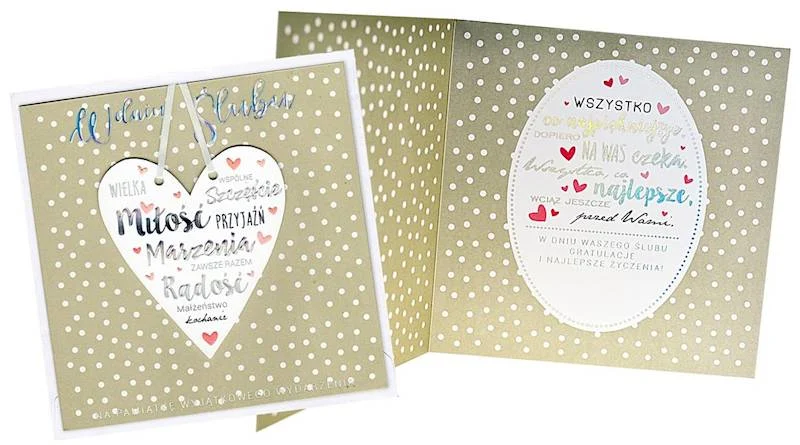 W Dniu Ślubu
WIELKA
WSPÓLNE
Szczęście
Miłość PRZYJAŹŃ
Marzenia
ZAWSZE RAZEM
Radość
Małżeństwo
kochanie
NA PAMIĄTKĘ WYJĄTKOWEGO WYDARZENIA
WSZYSTKO
CO najpiękniejsze,
DOPIERO
NA WAS czeka.
Wszystko, co
najlepsze,
WCIĄŻ JESZCZE
przed Wami.
W DNIU WASZEGO ŚLUBU
GRATULACJE
I NAJLEPSZE ŻYCZENIA!